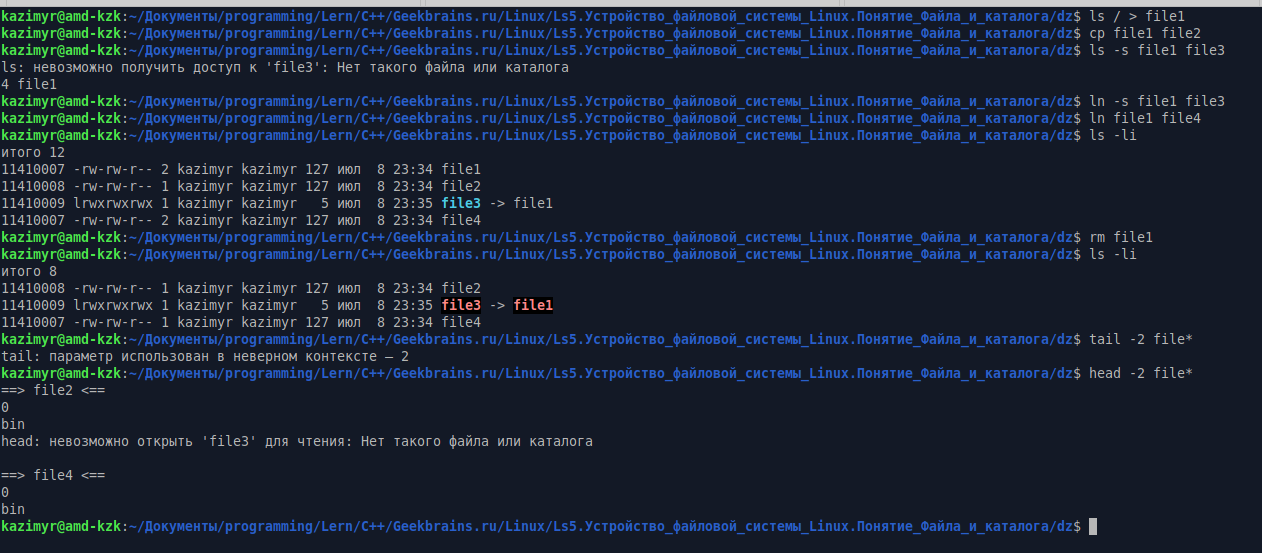 kazimyr@amd-kzk:~/Документы/programming/Lern/C++/Geekbrains.ru/Linux/Ls5.Устройство_файловой_системы_Linux.Понятие_Файла_и_каталога/dz$ ls / > file1
kazimyr@amd-kzk:~/Документы/programming/Lern/C++/Geekbrains.ru/Linux/Ls5.Устройство_файловой_системы_Linux.Понятие_Файла_и_каталога/dz$ cp file1 file2
kazimyr@amd-kzk:~/Документы/programming/Lern/C++/Geekbrains.ru/Linux/Ls5.Устройство_файловой_системы_Linux.Понятие_Файла_и_каталога/dz$ ls -s file1 file3
ls: невозможно получить доступ к 'file3': Нет такого файла или каталога
4 file1
kazimyr@amd-kzk:~/Документы/programming/Lern/C++/Geekbrains.ru/Linux/Ls5.Устройство_файловой_системы_Linux.Понятие_Файла_и_каталога/dz$ ln -s file1 file3
kazimyr@amd-kzk:~/Документы/programming/Lern/C++/Geekbrains.ru/Linux/Ls5.Устройство_файловой_системы_Linux.Понятие_Файла_и_каталога/dz$ ln file1 file4
kazimyr@amd-kzk:~/Документы/programming/Lern/C++/Geekbrains.ru/Linux/Ls5.Устройство_файловой_системы_Linux.Понятие_Файла_и_каталога/dz$ ls -li
итого 12
11410007 -rw-rw-r-- 2 kazimyr kazimyr 127 июл  8 23:34 file1
11410008 -rw-rw-r-- 1 kazimyr kazimyr 127 июл  8 23:34 file2
11410009 lrwxrwxrwx 1 kazimyr kazimyr   5 июл  8 23:35 file3 -> file1
11410007 -rw-rw-r-- 2 kazimyr kazimyr 127 июл  8 23:34 file4
kazimyr@amd-kzk:~/Документы/programming/Lern/C++/Geekbrains.ru/Linux/Ls5.Устройство_файловой_системы_Linux.Понятие_Файла_и_каталога/dz$ rm file1
kazimyr@amd-kzk:~/Документы/programming/Lern/C++/Geekbrains.ru/Linux/Ls5.Устройство_файловой_системы_Linux.Понятие_Файла_и_каталога/dz$ ls -li
итого 8
11410008 -rw-rw-r-- 1 kazimyr kazimyr 127 июл  8 23:34 file2
11410009 lrwxrwxrwx 1 kazimyr kazimyr   5 июл  8 23:35 file3 -> file1
11410007 -rw-rw-r-- 1 kazimyr kazimyr 127 июл  8 23:34 file4
kazimyr@amd-kzk:~/Документы/programming/Lern/C++/Geekbrains.ru/Linux/Ls5.Устройство_файловой_системы_Linux.Понятие_Файла_и_каталога/dz$ tail -2 file*
tail: параметр использован в неверном контексте — 2
kazimyr@amd-kzk:~/Документы/programming/Lern/C++/Geekbrains.ru/Linux/Ls5.Устройство_файловой_системы_Linux.Понятие_Файла_и_каталога/dz$ head -2 file*
==> file2 <==
0
bin
head: невозможно открыть 'file3' для чтения: Нет такого файла или каталога

==> file4 <==
0
bin
kazimyr@amd-kzk:~/Документы/programming/Lern/C++/Geekbrains.ru/Linux/Ls5.Устройство_файловой_системы_Linux.Понятие_Файла_и_каталога/dz$